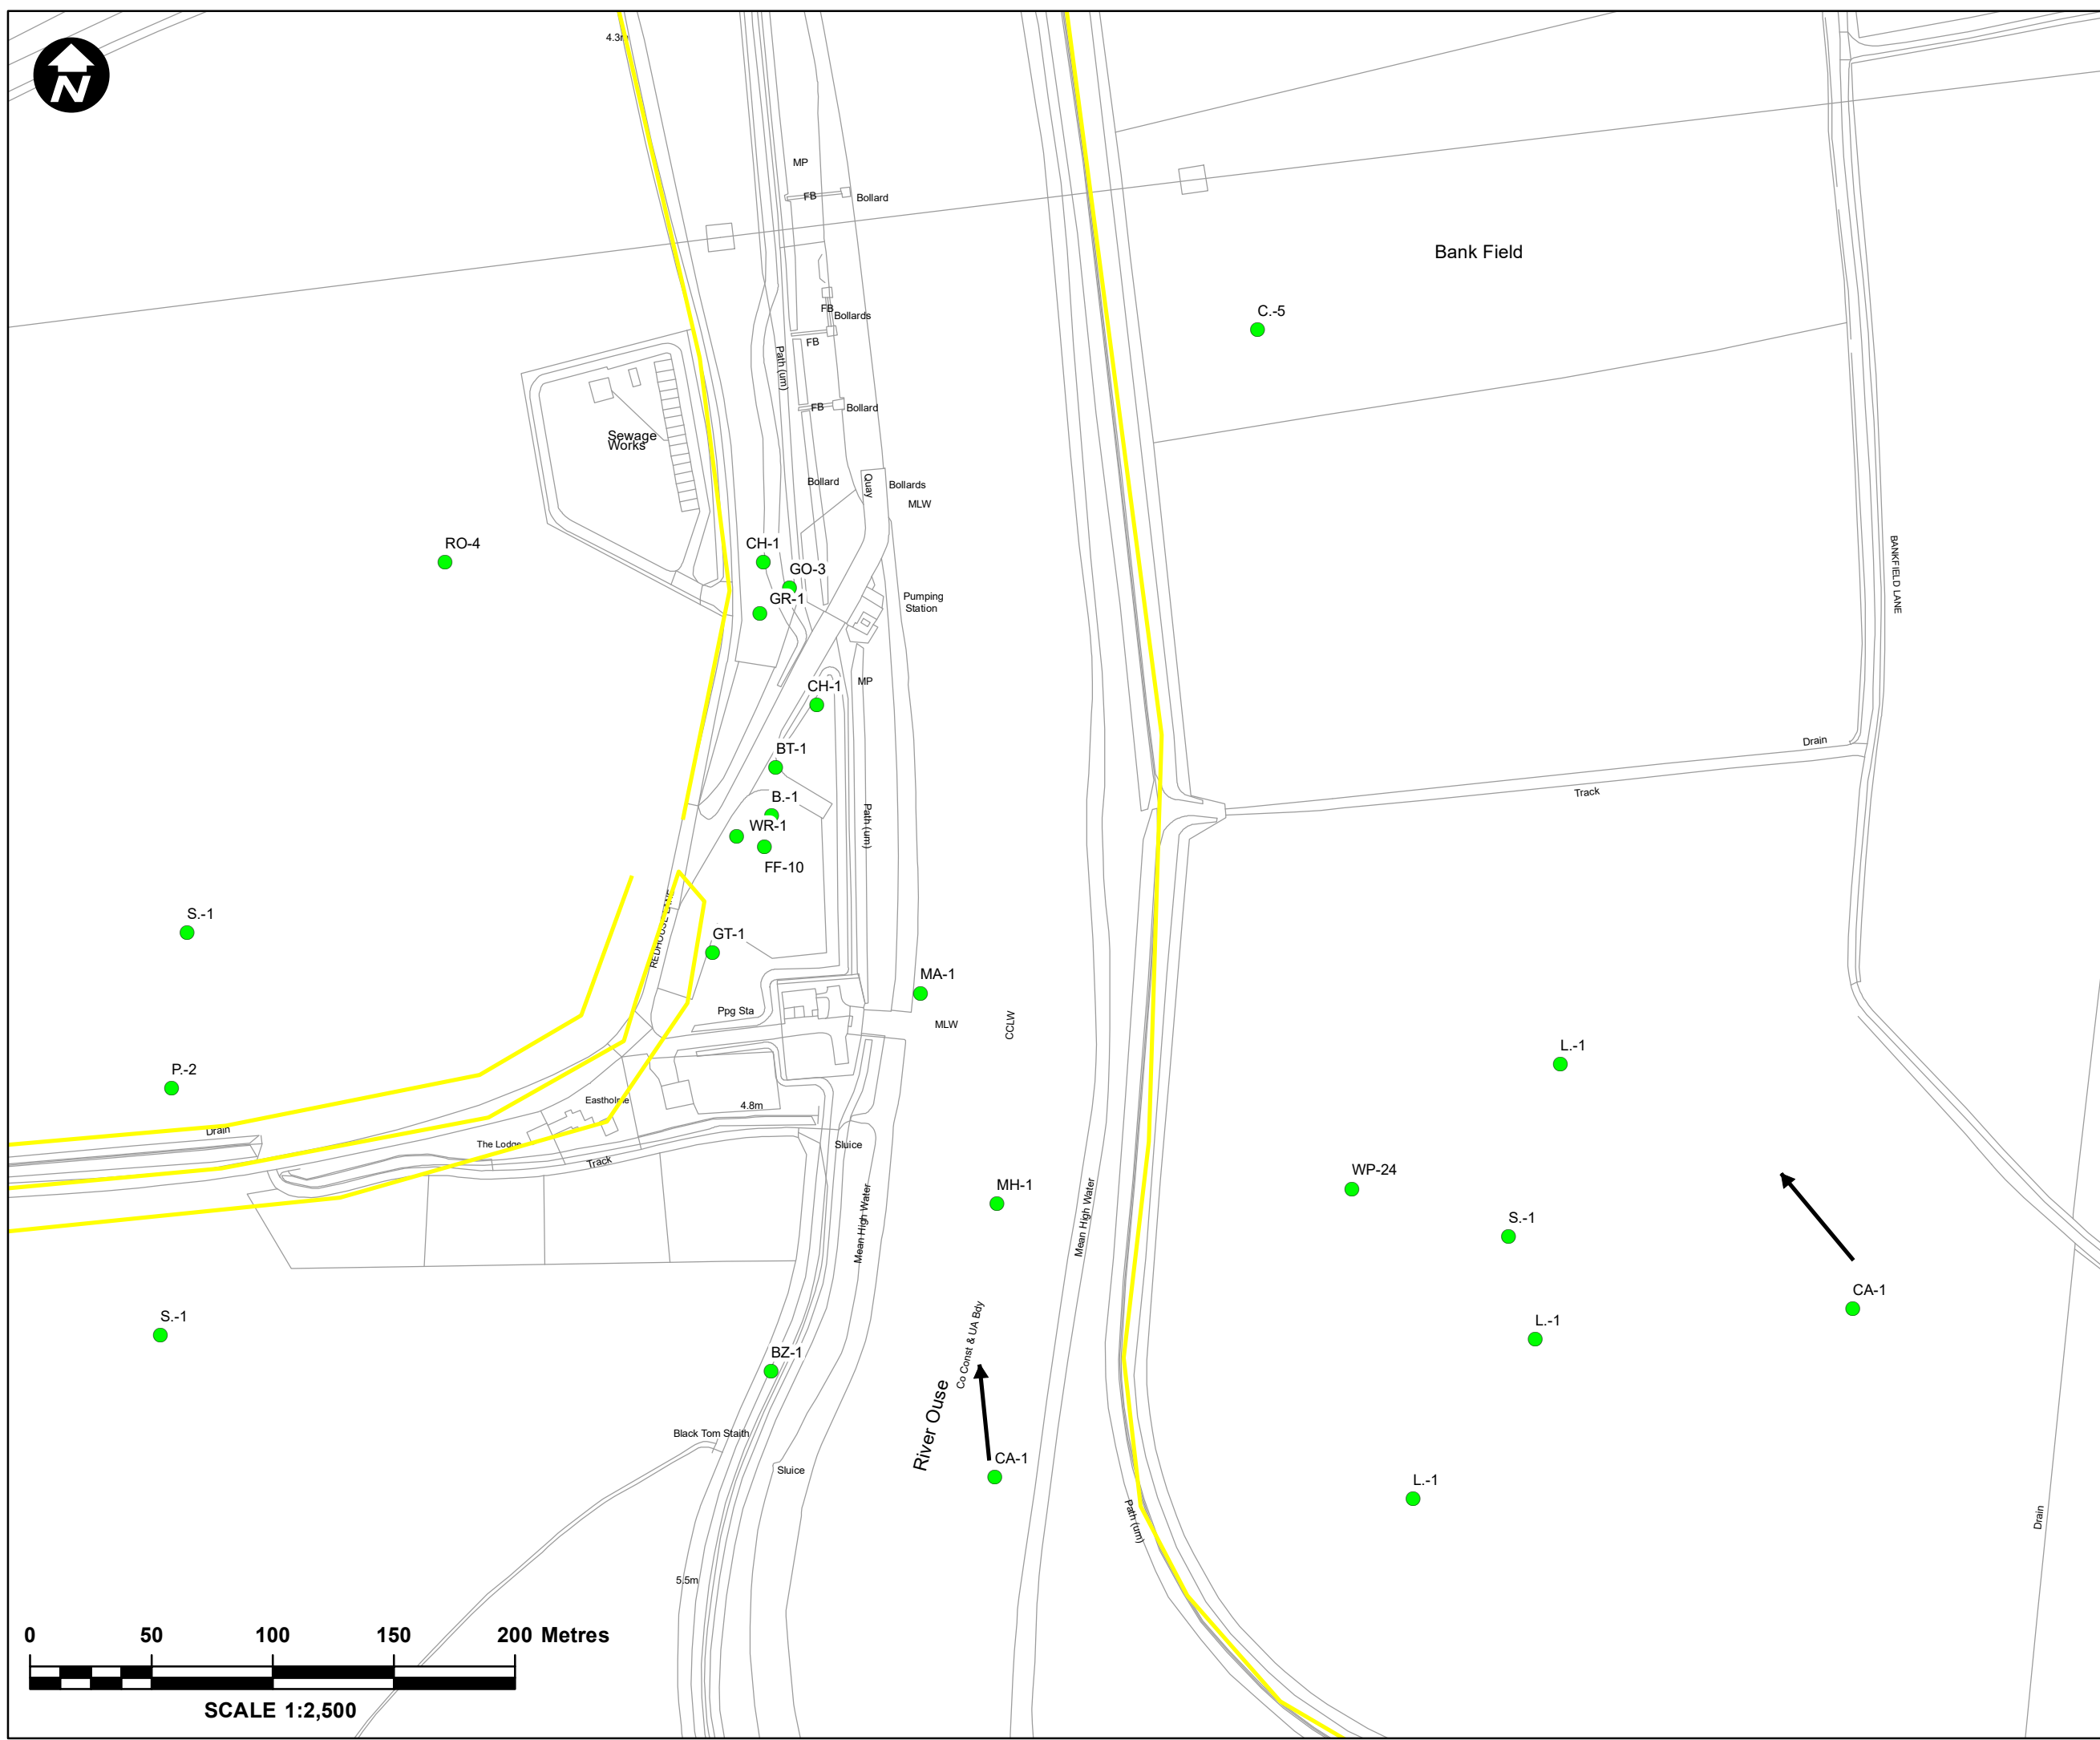 4.3m
N
MP
FB
Bollard
Bank Field
C.-5
FB
Bollards
FB
Path (um)
FB
Bollard
Sewage
Works
Bollard
Quay
Bollards
MLW
RO-4
CH-1
GO-3
GR-1
Pumping
Station
BANKFIELD LANE
CH-1
MP
BT-1
Drain
Track
B.-1
WR-1
Path (um)
FF-10
S.-1
REDHOUSE LANE
GT-1
MA-1
Ppg Sta
MLW
CCLW
L.-1
P.-2
Eastholme
4.8m
Drain
The Lodge
Sluice
Track
WP-24
MH-1
Mean High Water
Mean High Water
S.-1
CA-1
S.-1
L.-1
BZ-1
Co Const & UA Bdy
River Ouse
Black Tom Staith
CA-1
Sluice
L.-1
Path (um)
Drain
5.5m
0 50 100 150 200 Metres
SCALE 1:2,500